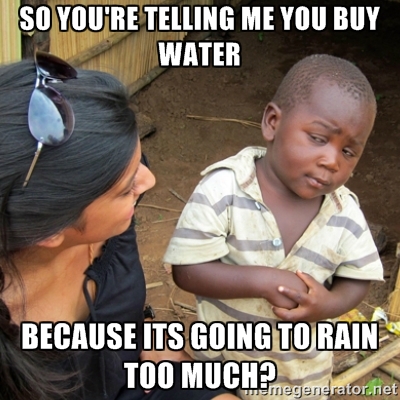 SO YOU'RE TELLING ME YOU BUY
WATER
BECAUSE ITS GOING TO RAIN
TOO MUCH?
memegenerator.net